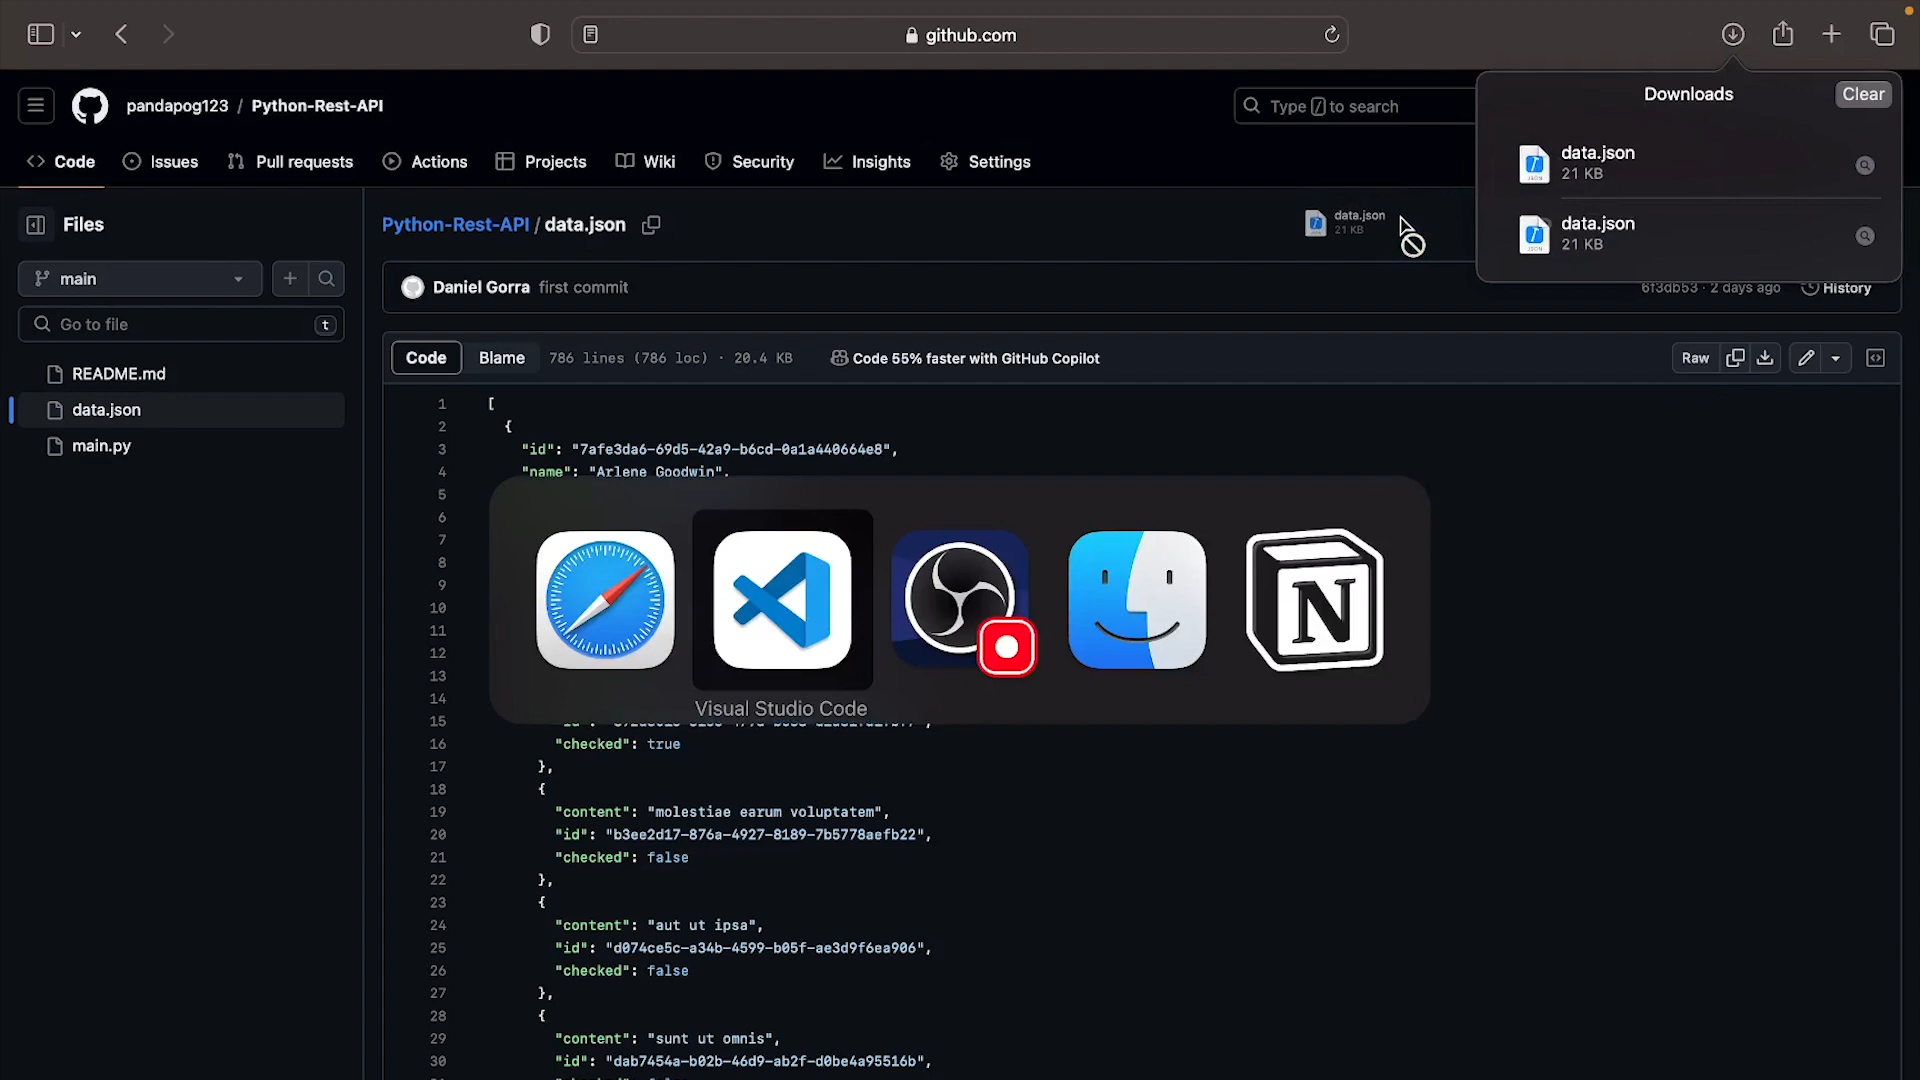 github.com
pandapog123 / Python-Rest-API
Type / to search
Downloads
Clear
data.json
21 KB
data.json
21 KB
Code
Issues
Pull requests
Actions
Projects
Wiki
Security
Insights
Settings
Files
Python-Rest-API / data.json
data.json
21 KB
main
Go to file
t
README.md
data.json
main.py
Daniel Gorra first commit
6f3db53 · 2 days ago
History
Code
Blame
786 lines (786 loc) · 20.4 KB
Code 55% faster with GitHub Copilot
Raw
1 [
2 {
3 "id": "7afe3da6-69d5-42a9-b6cd-0a1a440664e8",
4 "name": "Arlene Goodwin",
5
6
7
8
9
10
11
12
13
14
15
16 "checked": true
17 },
18 {
19 "content": "molestiae earum voluptatem",
20 "id": "b3ee2d17-876a-4927-8189-7b5778aefb22",
21 "checked": false
22 },
23 {
24 "content": "aut ut ipsa",
25 "id": "d074ce5c-a34b-4599-b05f-ae3d9f6ea906",
26 "checked": false
27 },
28 {
29 "content": "sunt ut omnis",
30 "id": "dab7454a-b02b-46d9-ab2f-d0be4a95516b",
N
Visual Studio Code